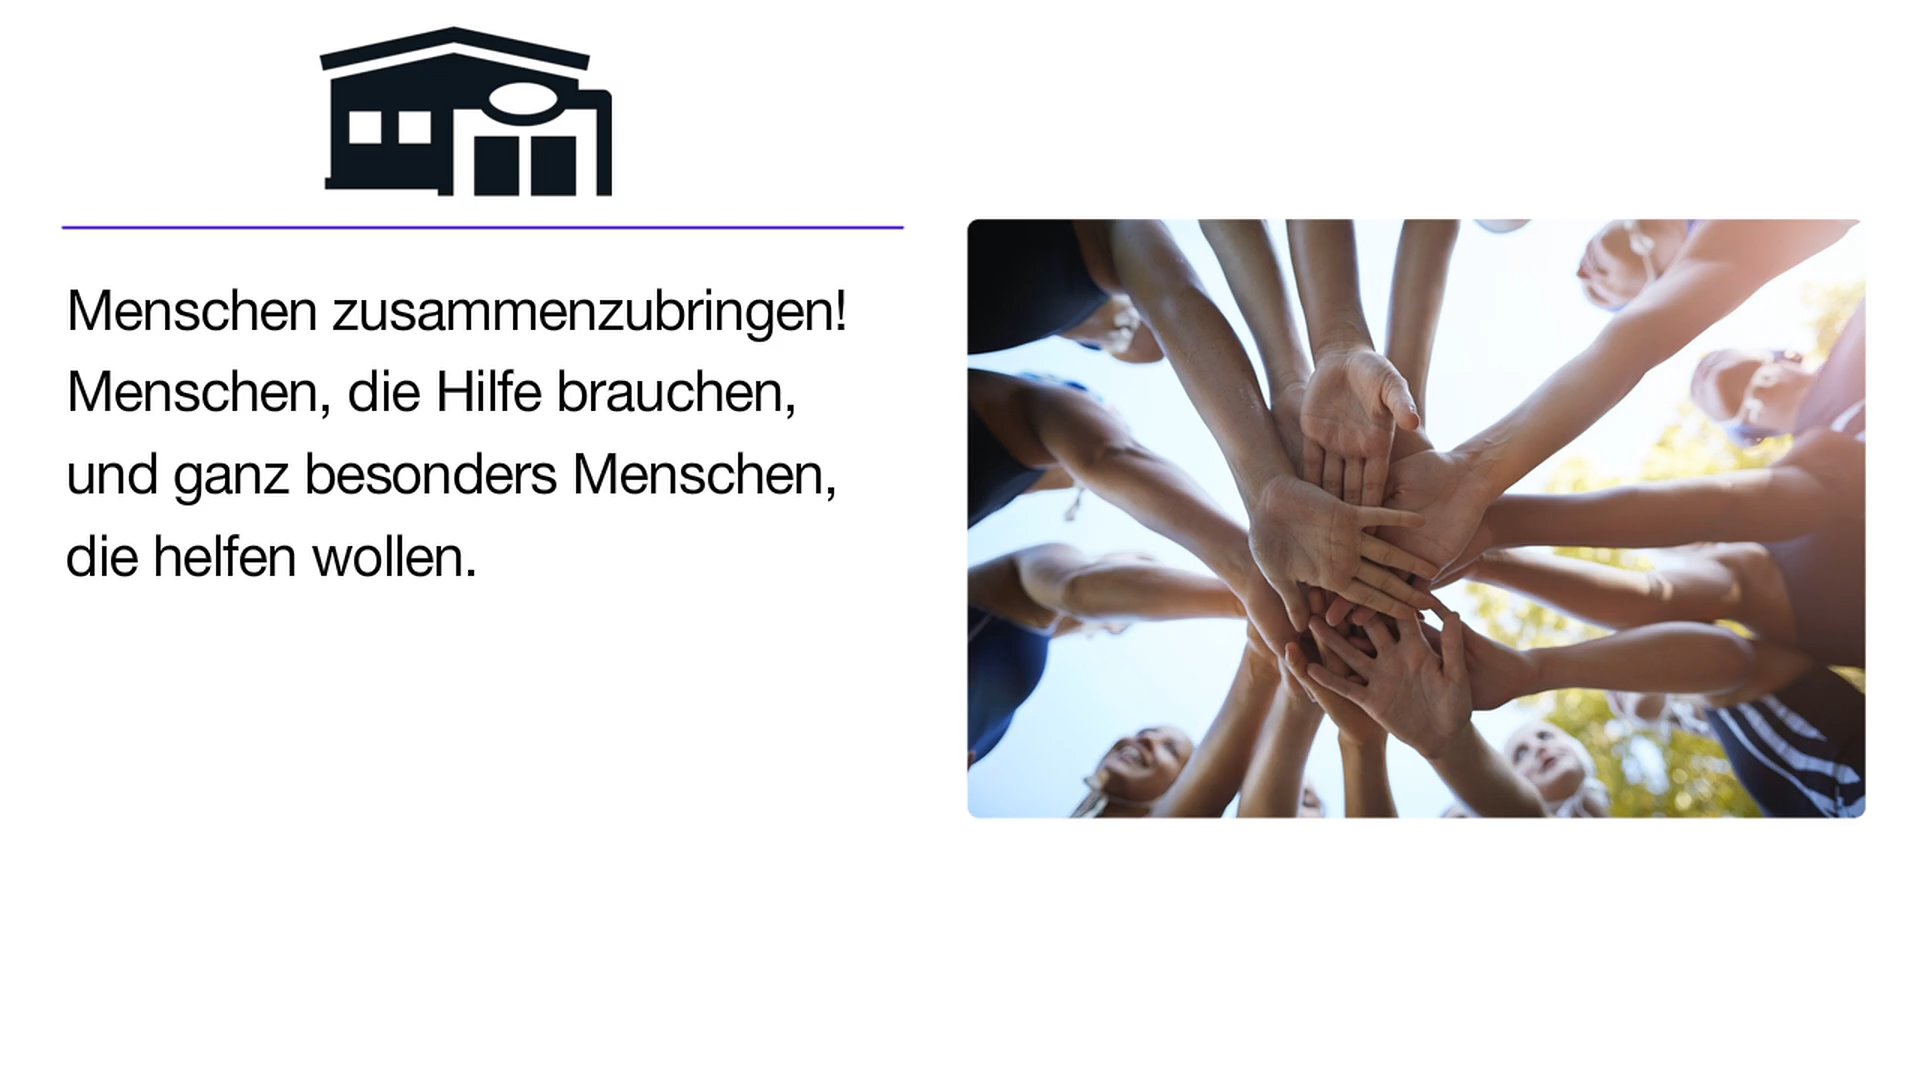 Menschen zusammenzubringen!
Menschen, die Hilfe brauchen,
und ganz besonders Menschen,
die helfen wollen.